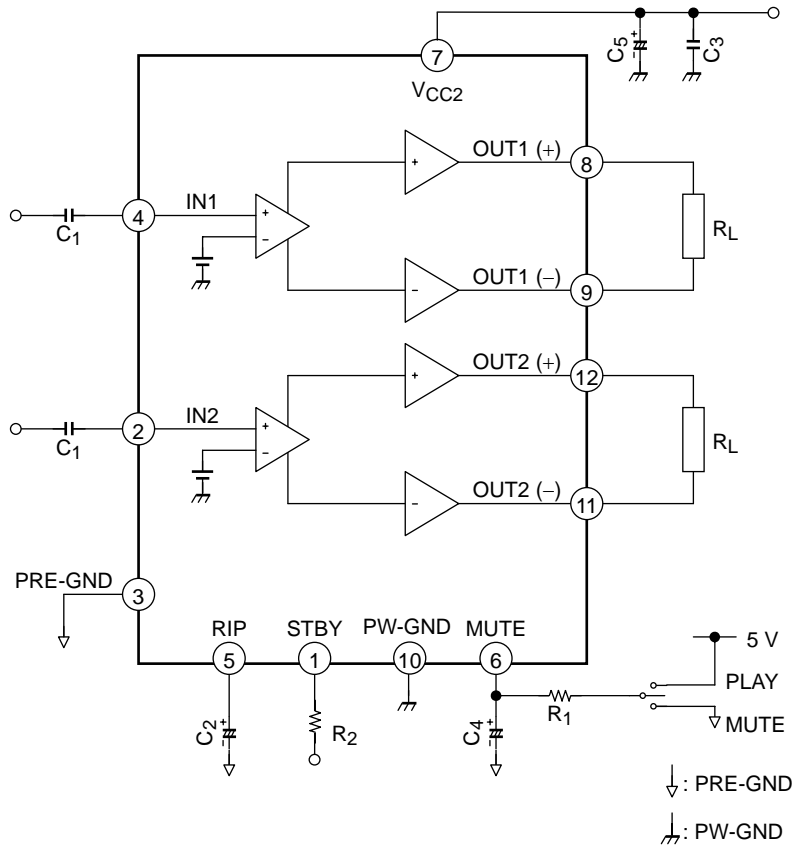 C5 + -
C3
7
VCC2
OUT1 (+)
8
4
IN1
C1
+
-
+
RL
OUT1 (−)
-
9
OUT2 (+)
+
12
2
IN2
C1
+
-
RL
OUT2 (−)
-
11
PRE-GND
3
RIP
STBY
PW-GND
MUTE
5
1
10
6
5 V
PLAY
C2 + -
R2
C4 + -
R1
MUTE
: PRE-GND
: PW-GND